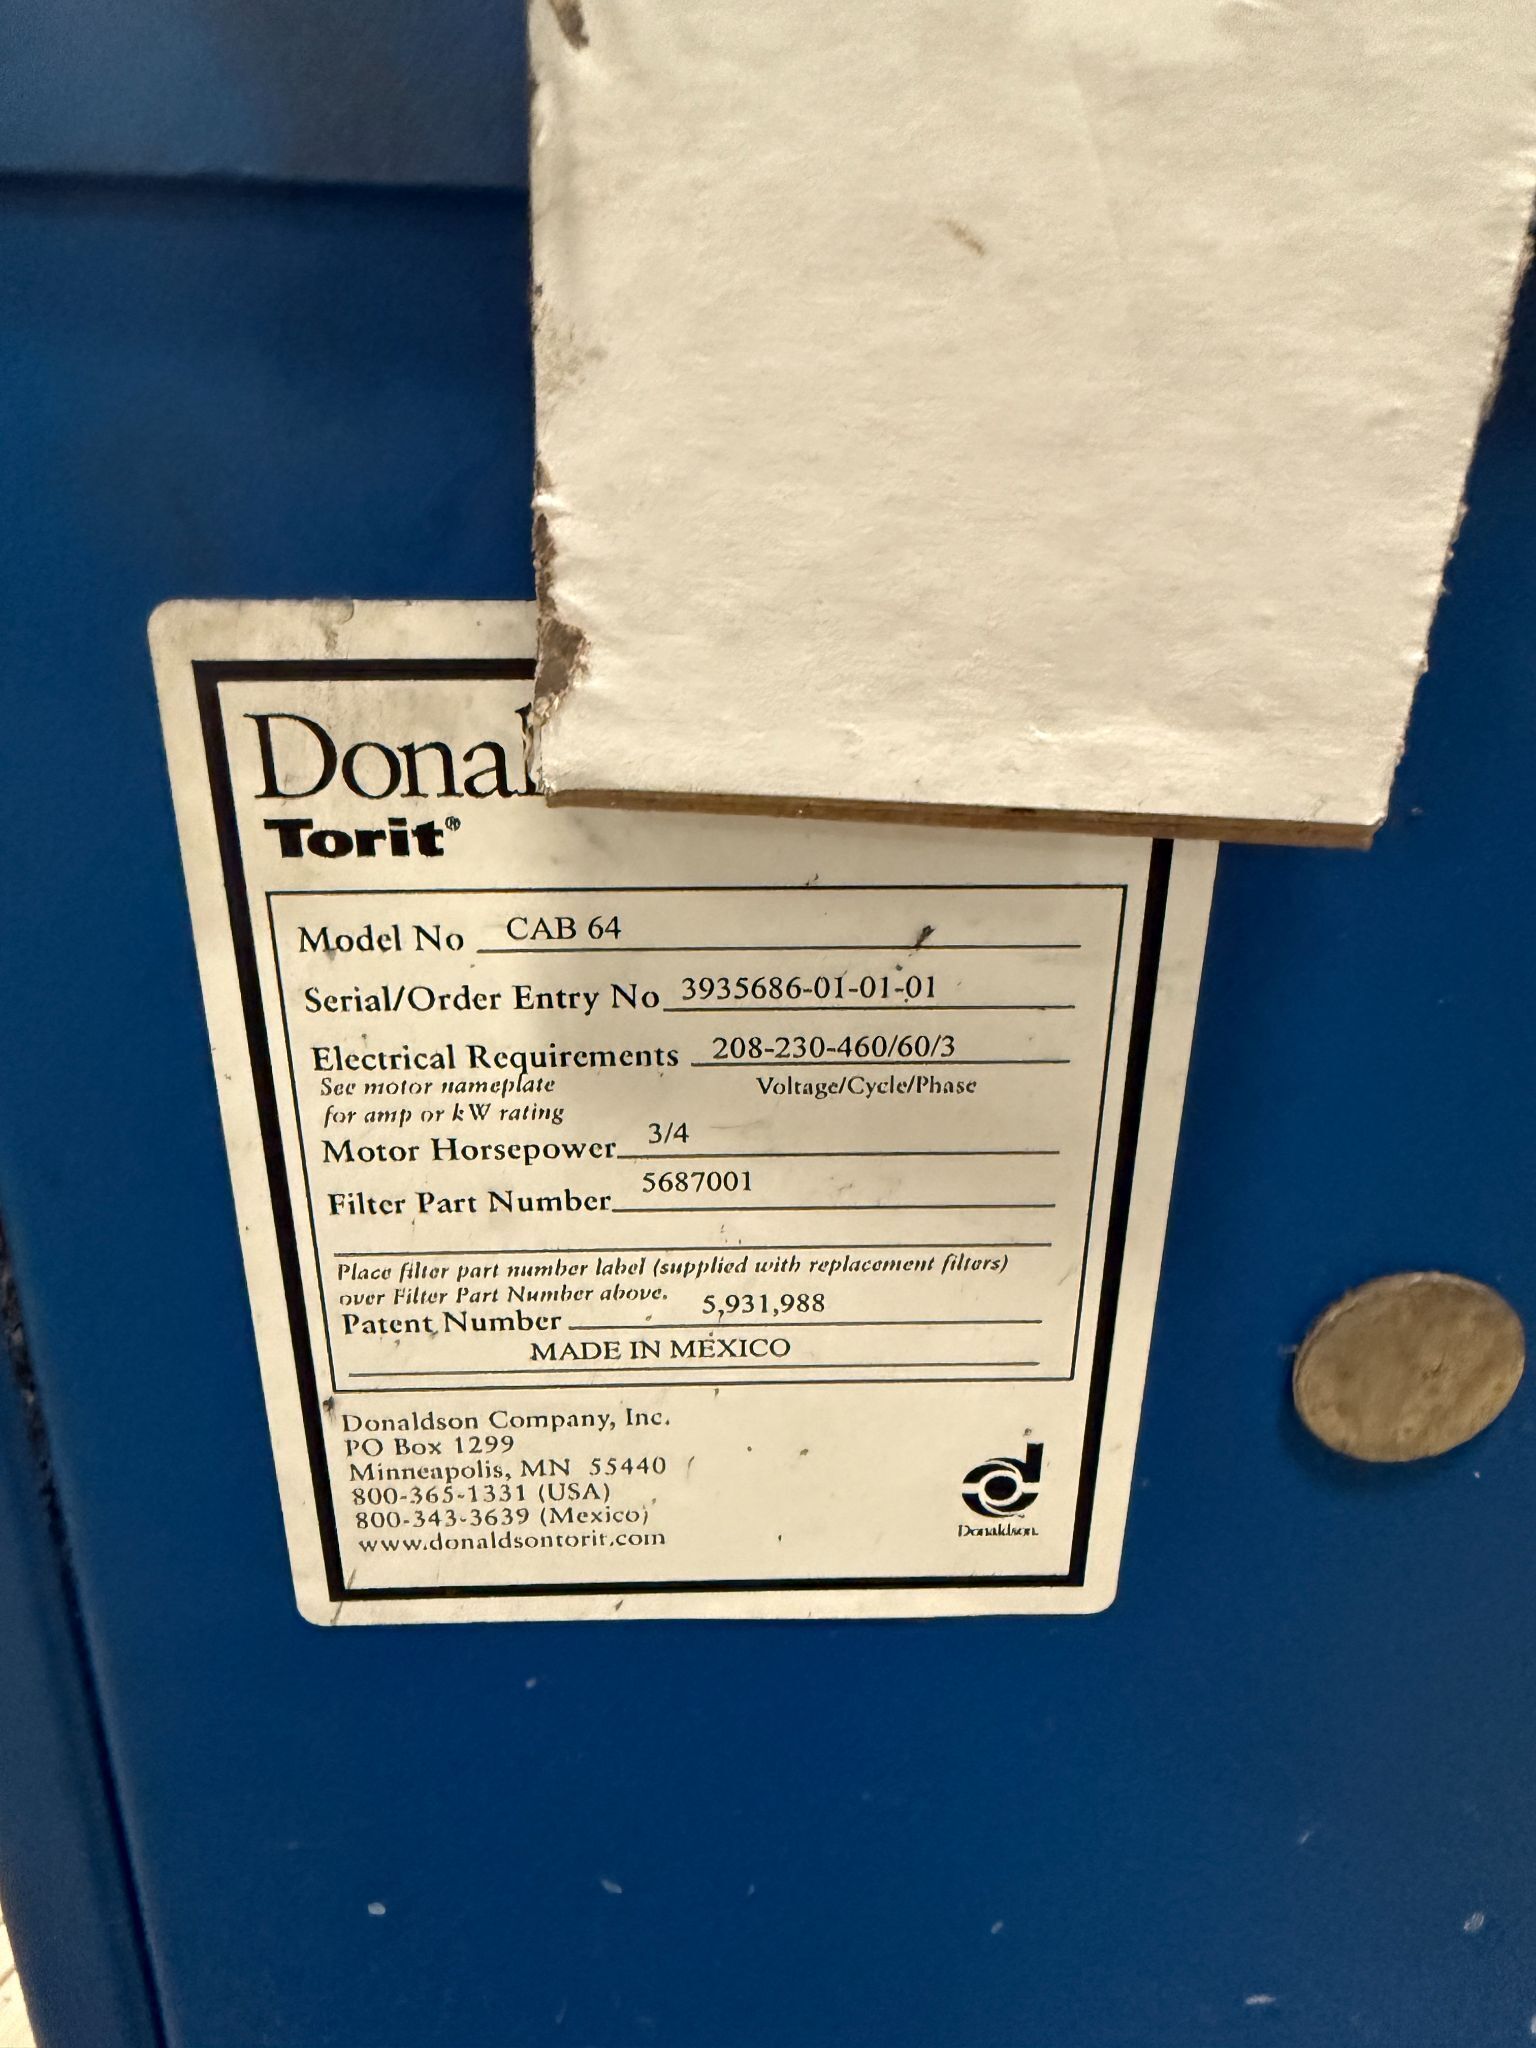 Donal
Torit®
Model No CAB 64
Serial/Order Entry No 3935686-01-01-01
Electrical Requirements 208-230-460/60/3
See motor nameplate Voltage/Cycle/Phase
for amp or kW rating
Motor Horsepower 3/4
Filter Part Number 5687001
Place filter part number label (supplied with replacement filters)
over Filter Part Number above.
Patent Number 5,931,988
MADE IN MEXICO
Donaldson Company, Inc.
PO Box 1299
Minneapolis, MN 55440
800-365-1331 (USA)
800-343-3639 (Mexico)
www.donaldsontorit.com
Donaldson.